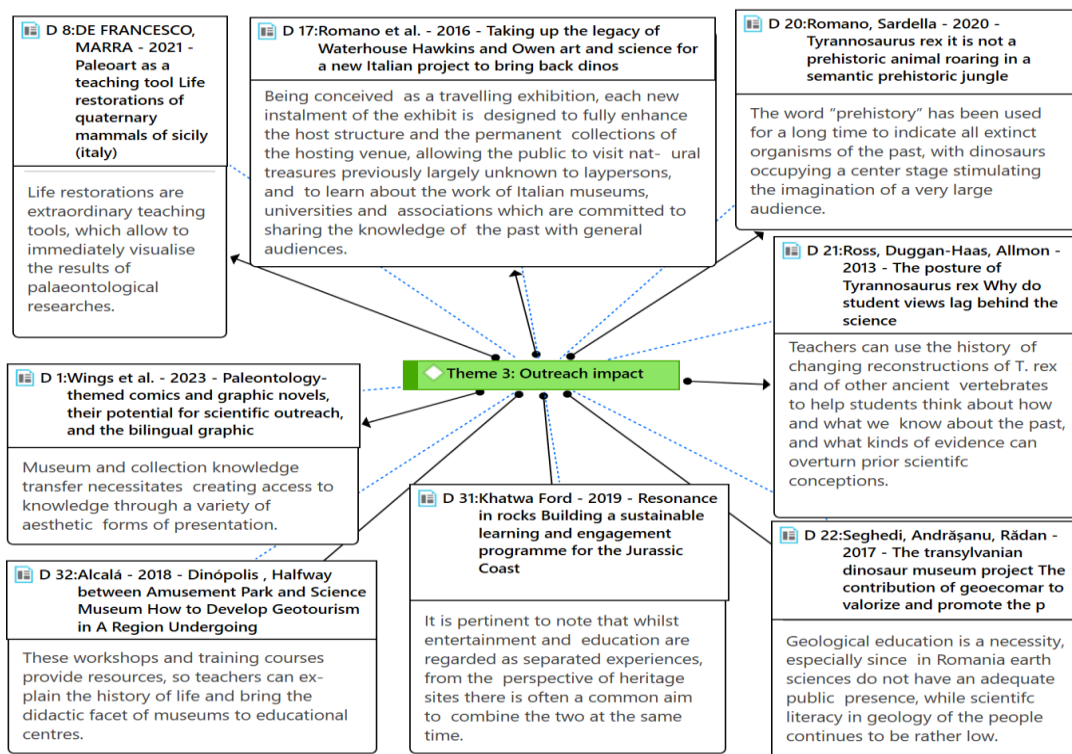 D 8:DE FRANCESCO,
MARRA - 2021 -
Paleoart as a
teaching tool Life
restorations of
quaternary
mammals of sicily
(italy)
Life restorations are
extraordinary teaching
tools, which allow to
immediately visualise
the results of
palaeontological
researches.
D 17:Romano et al. - 2016 - Taking up the legacy of
Waterhouse Hawkins and Owen art and science for
a new Italian project to bring back dinos
Being conceived as a travelling exhibition, each new
instalment of the exhibit is designed to fully enhance
the host structure and the permanent collections of
the hosting venue, allowing the public to visit nat- ural
treasures previously largely unknown to laypersons,
and to learn about the work of Italian museums,
universities and associations which are committed to
sharing the knowledge of the past with general
audiences.
D 20:Romano, Sardella - 2020 -
Tyrannosaurus rex it is not a
prehistoric animal roaring in a
semantic prehistoric jungle
The word "prehistory" has been used
for a long time to indicate all extinct
organisms of the past, with dinosaurs
occupying a center stage stimulating
the imagination of a very large
audience.
D 21:Ross, Duggan-Haas, Allmon -
2013 - The posture of
Tyrannosaurus rex Why do
student views lag behind the
science
Teachers can use the history of
changing reconstructions of T. rex
and of other ancient vertebrates
to help students think about how
and what we know about the past,
and what kinds of evidence can
overturn prior scientifc
conceptions.
Theme 3: Outreach impact
D 1:Wings et al. - 2023 - Paleontology-
themed comics and graphic novels,
their potential for scientific outreach,
and the bilingual graphic
Museum and collection knowledge
transfer necessitates creating access to
knowledge through a variety of
aesthetic forms of presentation.
D 31:Khatwa Ford - 2019 - Resonance
in rocks Building a sustainable
learning and engagement
programme for the Jurassic
Coast
It is pertinent to note that whilst
entertainment and education are
regarded as separated experiences,
from the perspective of heritage
sites there is often a common aim
to combine the two at the same
time.
D 22:Seghedi, Andrășanu, Rădan -
2017 - The transylvanian
dinosaur museum project The
contribution of geoecomar to
valorize and promote the p
Geological education is a necessity,
especially since in Romania earth
sciences do not have an adequate
public presence, while scientifc
literacy in geology of the people
continues to be rather low.
D 32:Alcalá - 2018 - Dinópolis , Halfway
between Amusement Park and Science
Museum How to Develop Geotourism
in A Region Undergoing
These workshops and training courses
provide resources, so teachers can ex-
plain the history of life and bring the
didactic facet of museums to educational
centres.